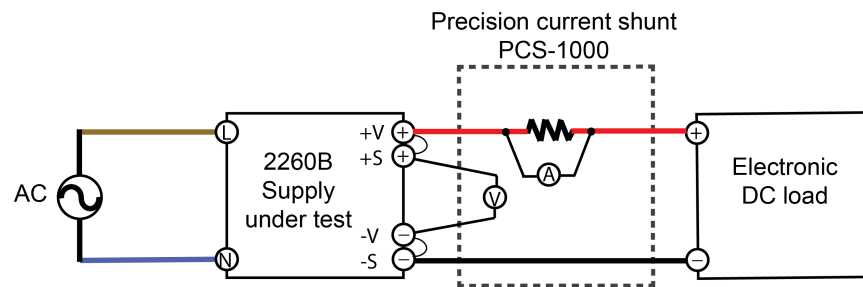 Precision current shunt
PCS-1000
AC
L
N
2260B
Supply
under test
+V
+S
-V
-S
+
+
−
−
V
A
+
−
Electronic
DC load